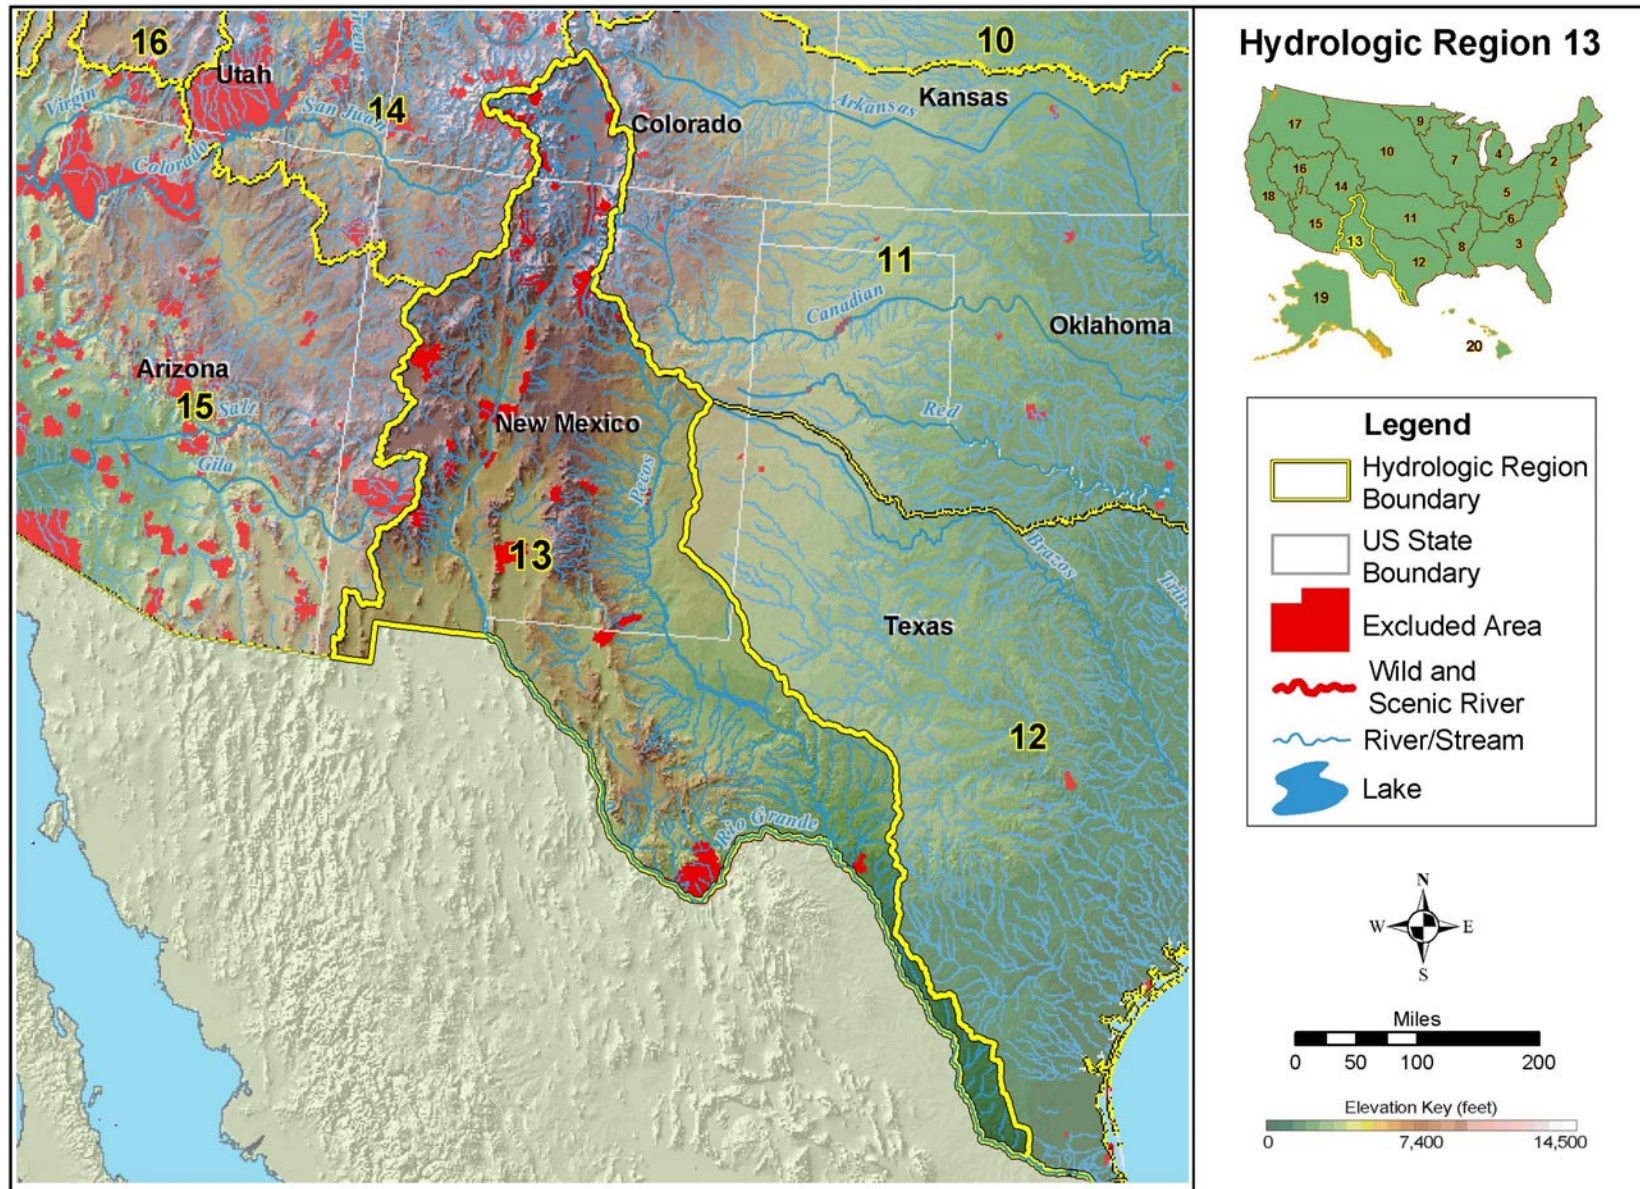 16
Utah
Green
10
Kansas
Virgin
San Juan
14
Arkansas
Colorado
Colorado
11
Canadian
Oklahoma
Arizona
15
Salt
Red
New Mexico
Gila
Pecos
13
Brazos
Texas
12
Rio Grande
Hydrologic Region 13
17
9
1
10
7
4
2
16
14
5
18
15
13
11
6
12
8
3
19
20
Legend
Hydrologic Region
Boundary
US State
Boundary
Excluded Area
Wild and
Scenic River
River/Stream
Lake
N
W
E
S
Miles
0 50 100 200
Elevation Key (feet)
0 7,400 14,500